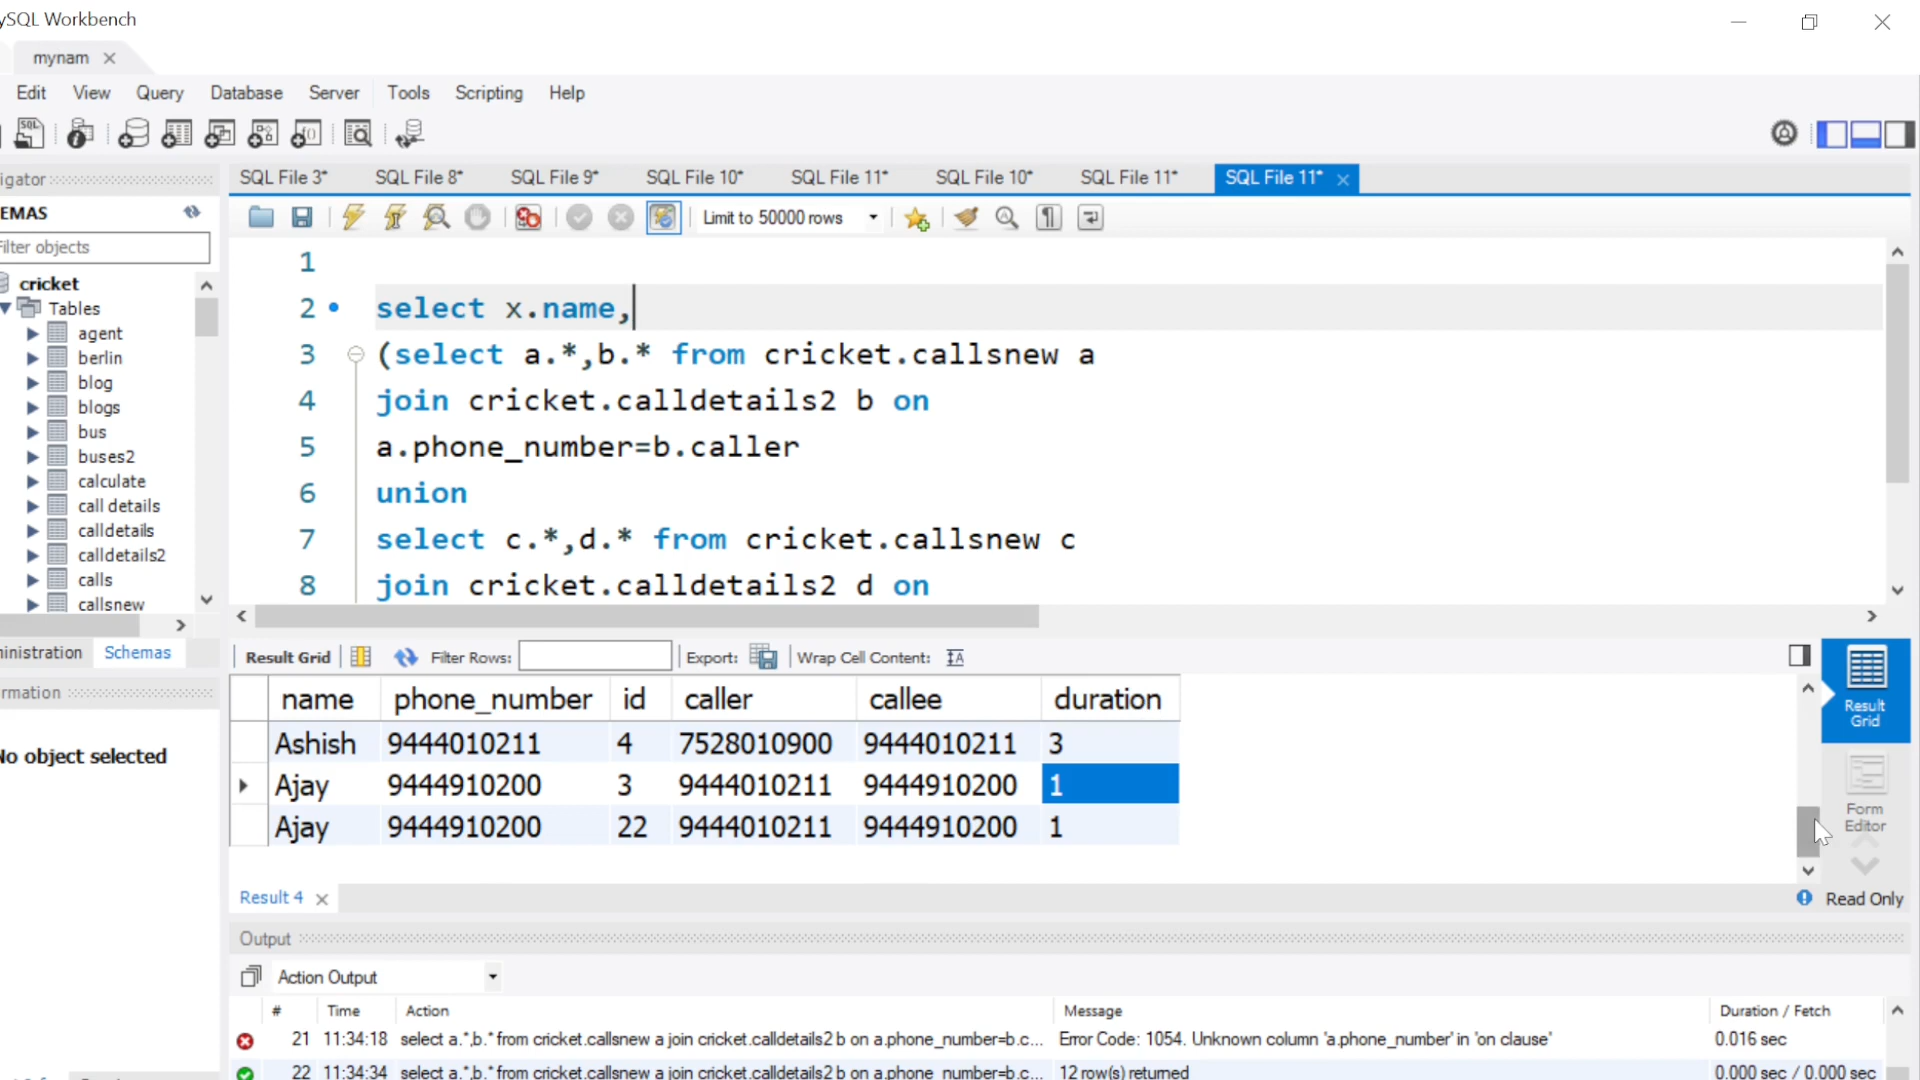 ySQL Workbench
mynam
Edit View Query Database Server Tools Scripting Help
igator
SQL File 3* SQL File 8* SQL File 9* SQL File 10* SQL File 11* SQL File 10* SQL File 11* SQL File 11*
EMAS
Limit to 50000 rows
ilter objects
cricket
Tables
agent
berlin
blog
blogs
bus
buses2
calculate
call details
calldetails
calldetails2
calls
callsnew
1
2 select x.name,
3 (select a.*,b.* from cricket.callsnew a
4 join cricket.calldetails2 b on
5 a.phone_number=b.caller
6 union
7 select c.*,d.* from cricket.callsnew c
8 join cricket.calldetails2 d on
inistration Schemas
rmation
No object selected
Result Grid Filter Rows: Export: Wrap Cell Content:
name phone_number id caller callee duration
Ashish 9444010211 4 7528010900 9444010211 3
Ajay 9444910200 3 9444010211 9444910200 1
Ajay 9444910200 22 9444010211 9444910200 1
Result Grid
Form Editor
Result 4
Read Only
Output
Action Output
# Time Action Message Duration / Fetch
21 11:34:18 select a.*,b.* from cricket.callsnew a join cricket.calldetails2 b on a.phone_number=b.c... Error Code: 1054. Unknown column 'a.phone_number' in 'on clause' 0.016 sec
22 11:34:34 select a.*,b.* from cricket.callsnew a join cricket.calldetails2 b on a.phone_number=b.c... 12 row(s) returned 0.000 sec / 0.000 sec